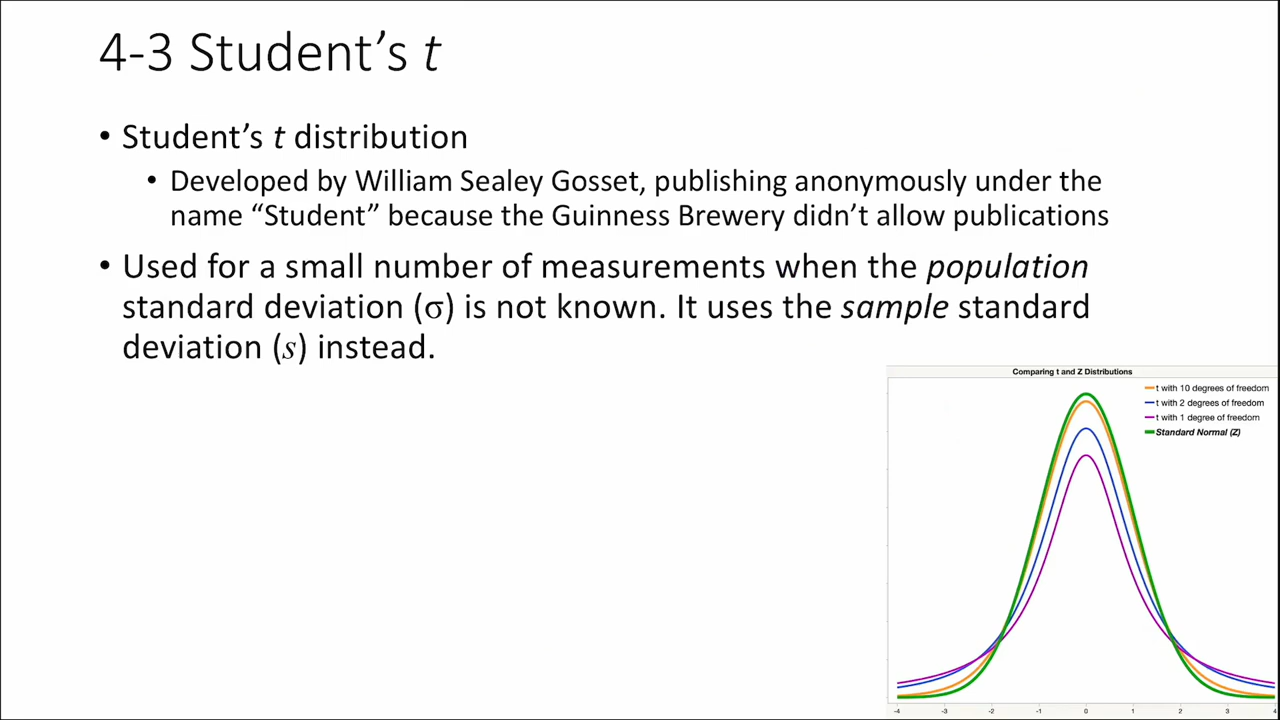 4-3 Student’s t
• Student’s t distribution
• Developed by William Sealey Gosset, publishing anonymously under the
name “Student” because the Guinness Brewery didn’t allow publications
• Used for a small number of measurements when the population
standard deviation (σ) is not known. It uses the sample standard
deviation (s) instead.
Comparing t and Z Distributions
t with 10 degrees of freedom
t with 2 degrees of freedom
t with 1 degree of freedom
Standard Normal (Z)
-4 -3 -2 -1 0 1 2 3 4